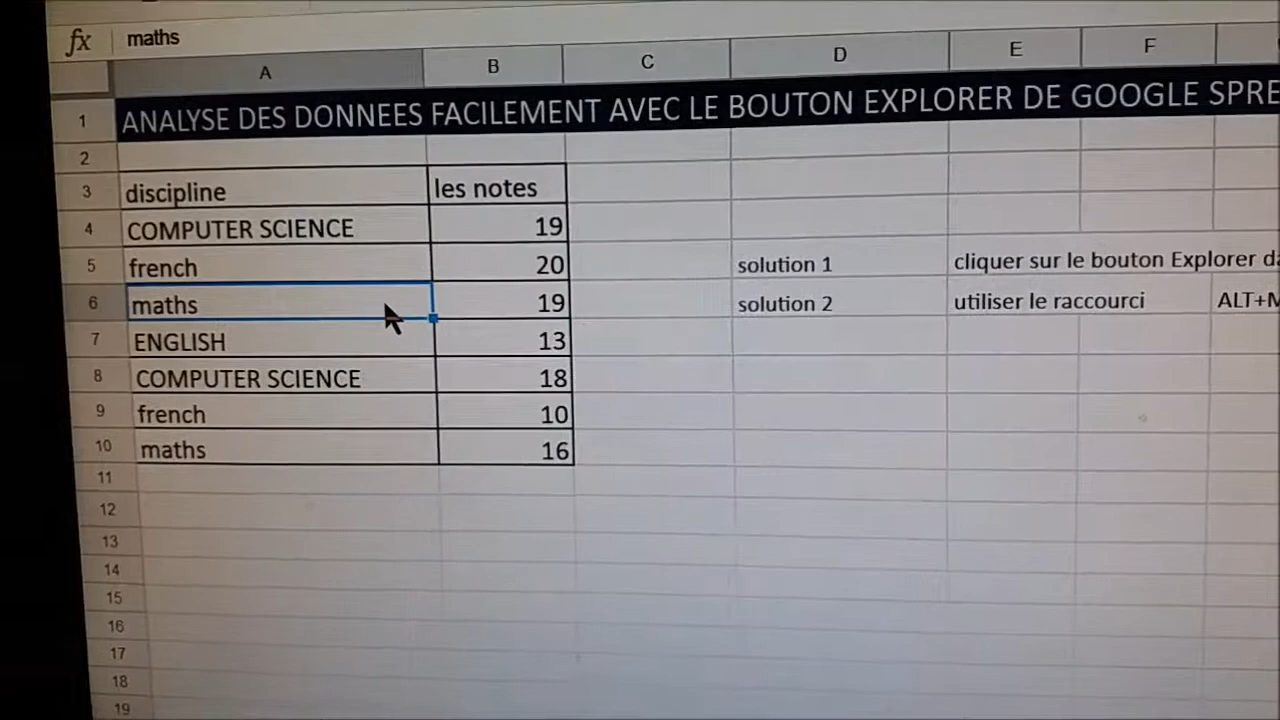 fx maths
A B C D E F
1 ANALYSE DES DONNEES FACILEMENT AVEC LE BOUTON EXPLORER DE GOOGLE SPRE
2
3 discipline les notes
4 COMPUTER SCIENCE 19
5 french 20 solution 1 cliquer sur le bouton Explorer da
6 maths 19 solution 2 utiliser le raccourci ALT+M
7 ENGLISH 13
8 COMPUTER SCIENCE 18
9 french 10
10 maths 16
11
12
13
14
15
16
17
18
19